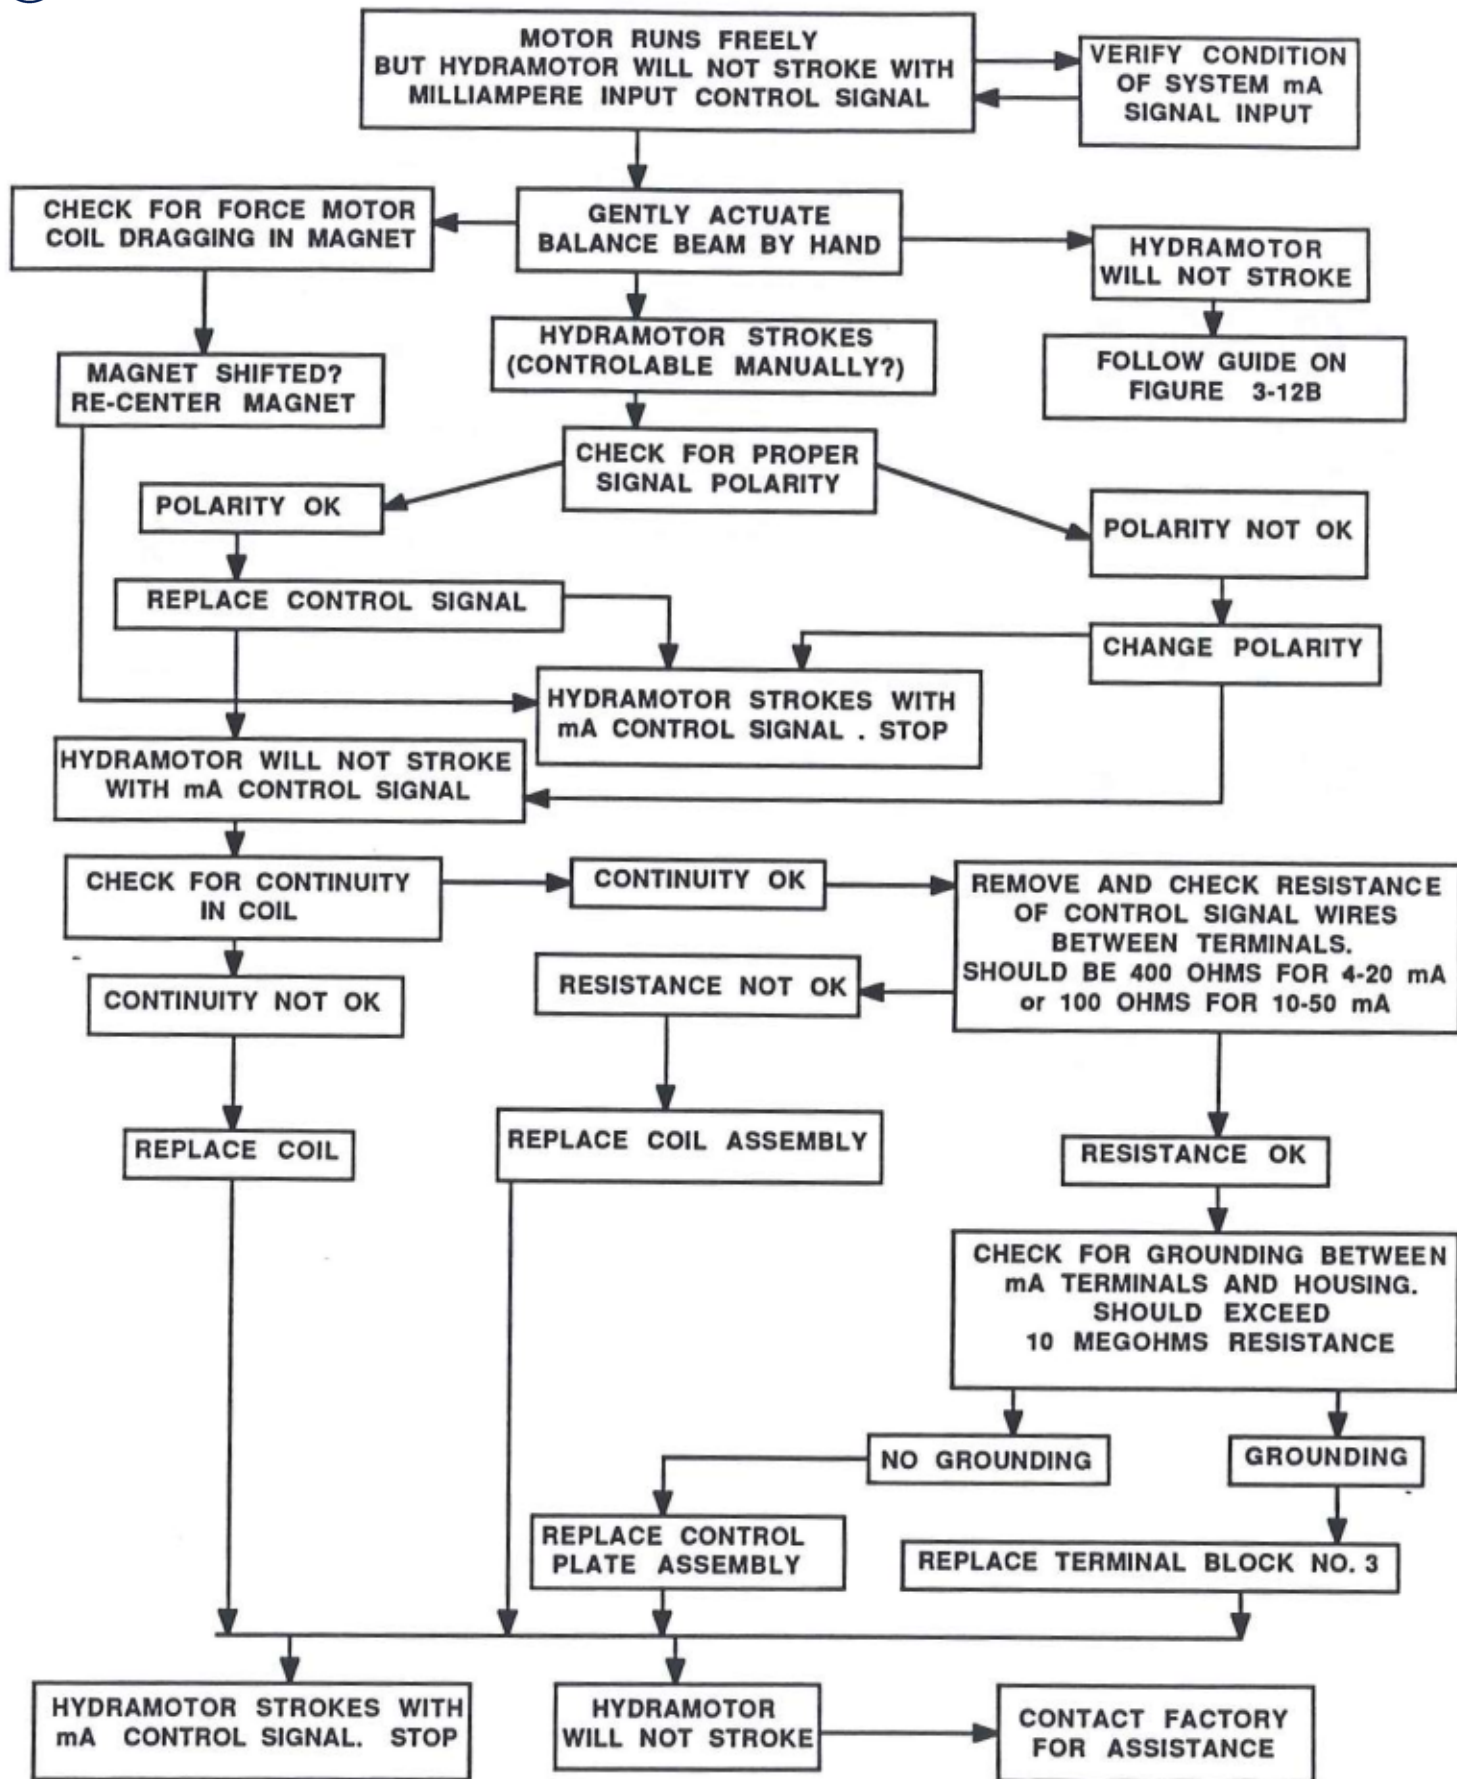 MOTOR RUNS FREELY
BUT HYDRAMOTOR WILL NOT STROKE WITH
MILLIAMPERE INPUT CONTROL SIGNAL
VERIFY CONDITION
OF SYSTEM mA
SIGNAL INPUT
CHECK FOR FORCE MOTOR
COIL DRAGGING IN MAGNET
GENTLY ACTUATE
BALANCE BEAM BY HAND
HYDRAMOTOR
WILL NOT STROKE
HYDRAMOTOR STROKES
(CONTROLABLE MANUALLY?)
MAGNET SHIFTED?
RE-CENTER MAGNET
FOLLOW GUIDE ON
FIGURE 3-12B
CHECK FOR PROPER
SIGNAL POLARITY
POLARITY OK
POLARITY NOT OK
REPLACE CONTROL SIGNAL
CHANGE POLARITY
HYDRAMOTOR STROKES WITH
mA CONTROL SIGNAL . STOP
HYDRAMOTOR WILL NOT STROKE
WITH mA CONTROL SIGNAL
CHECK FOR CONTINUITY
IN COIL
CONTINUITY OK
REMOVE AND CHECK RESISTANCE
OF CONTROL SIGNAL WIRES
BETWEEN TERMINALS.
SHOULD BE 400 OHMS FOR 4-20 mA
or 100 OHMS FOR 10-50 mA
RESISTANCE NOT OK
CONTINUITY NOT OK
REPLACE COIL
REPLACE COIL ASSEMBLY
RESISTANCE OK
CHECK FOR GROUNDING BETWEEN
mA TERMINALS AND HOUSING.
SHOULD EXCEED
10 MEGOHMS RESISTANCE
NO GROUNDING
GROUNDING
REPLACE CONTROL
PLATE ASSEMBLY
REPLACE TERMINAL BLOCK NO. 3
HYDRAMOTOR STROKES WITH
mA CONTROL SIGNAL. STOP
HYDRAMOTOR
WILL NOT STROKE
CONTACT FACTORY
FOR ASSISTANCE